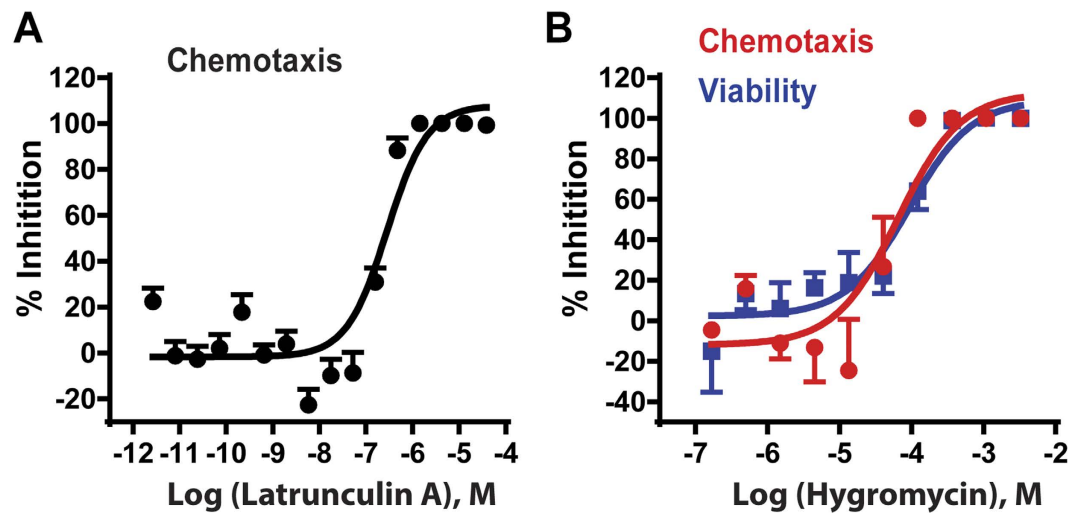 A
Chemotaxis
120
100
80
60
40
20
0
-20
% Inhitition
-12 -11 -10 -9 -8 -7 -6 -5 -4
Log (Latrunculin A), M
B
Chemotaxis
Viability
120
100
80
60
40
20
0
-20
-40
% Inhitition
-7 -6 -5 -4 -3 -2
Log (Hygromycin), M